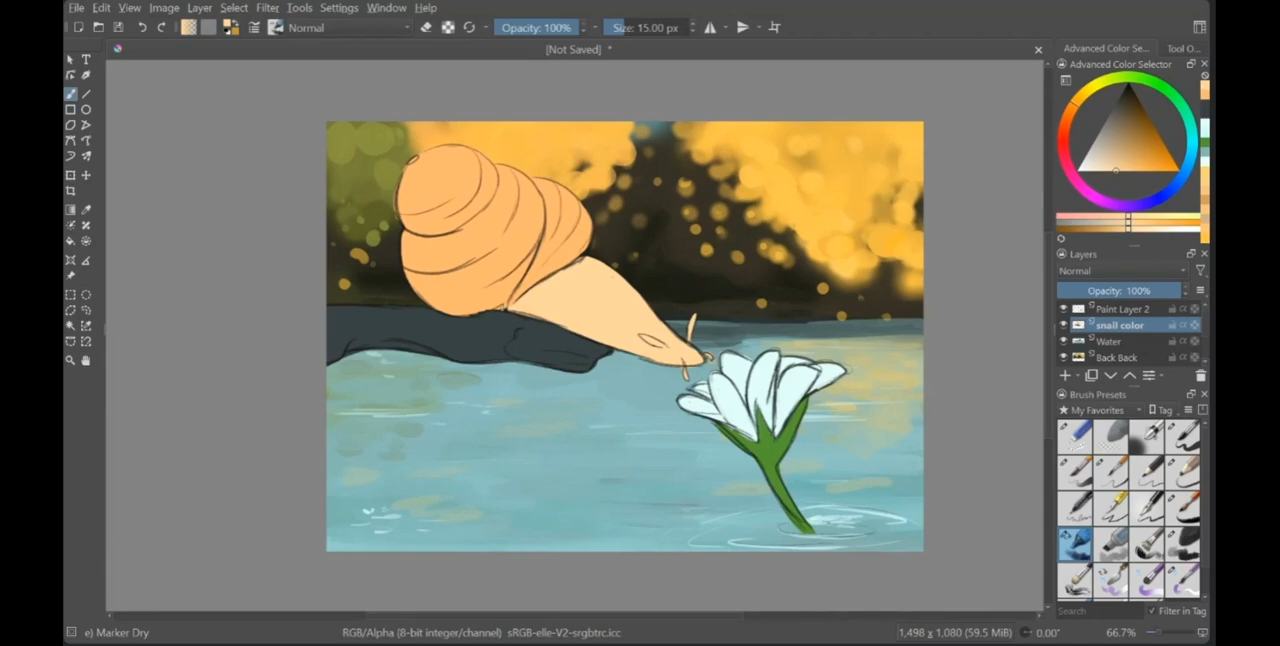 File Edit View Image Layer Select Filter Tools Settings Window Help
Normal Opacity: 100% Size: 15.00 px
[Not Saved] *
Advanced Color Se... Tool O...
Advanced Color Selector
Layers
Normal
Opacity: 100%
Paint Layer 2
snail color
Water
Back Back
Brush Presets
My Favorites Tag
Search Filter in Tag
e) Marker Dry RGB/Alpha (8-bit integer/channel) sRGB-elle-V2-srgbtrc.icc 1,498 x 1,080 (59.5 MiB) 0.00° 66.7%